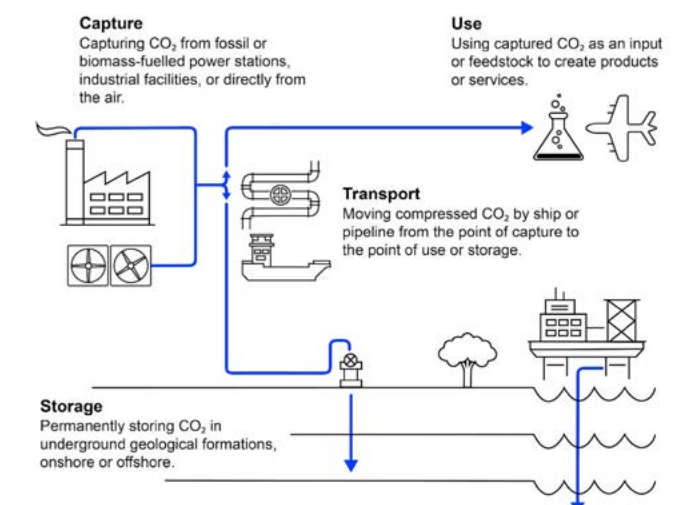 Capture
Capturing CO₂ from fossil or
biomass-fuelled power stations,
industrial facilities, or directly from
the air.
Use
Using captured CO₂ as an input
or feedstock to create products
or services.
Transport
Moving compressed CO₂ by ship or
pipeline from the point of capture to
the point of use or storage.
Storage
Permanently storing CO₂ in
underground geological formations,
onshore or offshore.